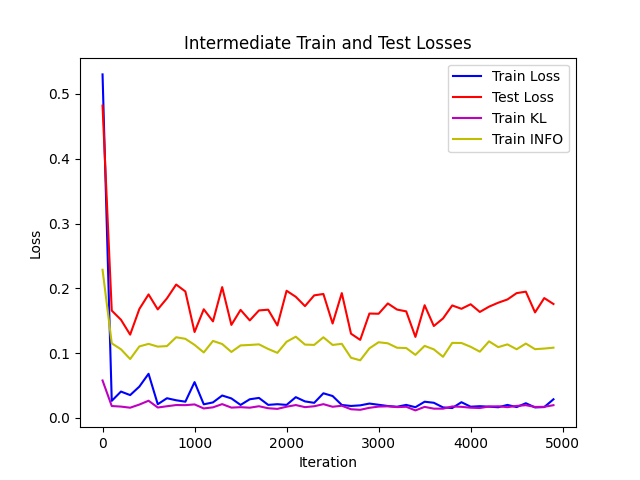 Intermediate Train and Test Losses
Train Loss
Test Loss
Train KL
Train INFO
Loss
0.5
0.4
0.3
0.2
0.1
0.0
0
1000
2000
3000
4000
5000
Iteration